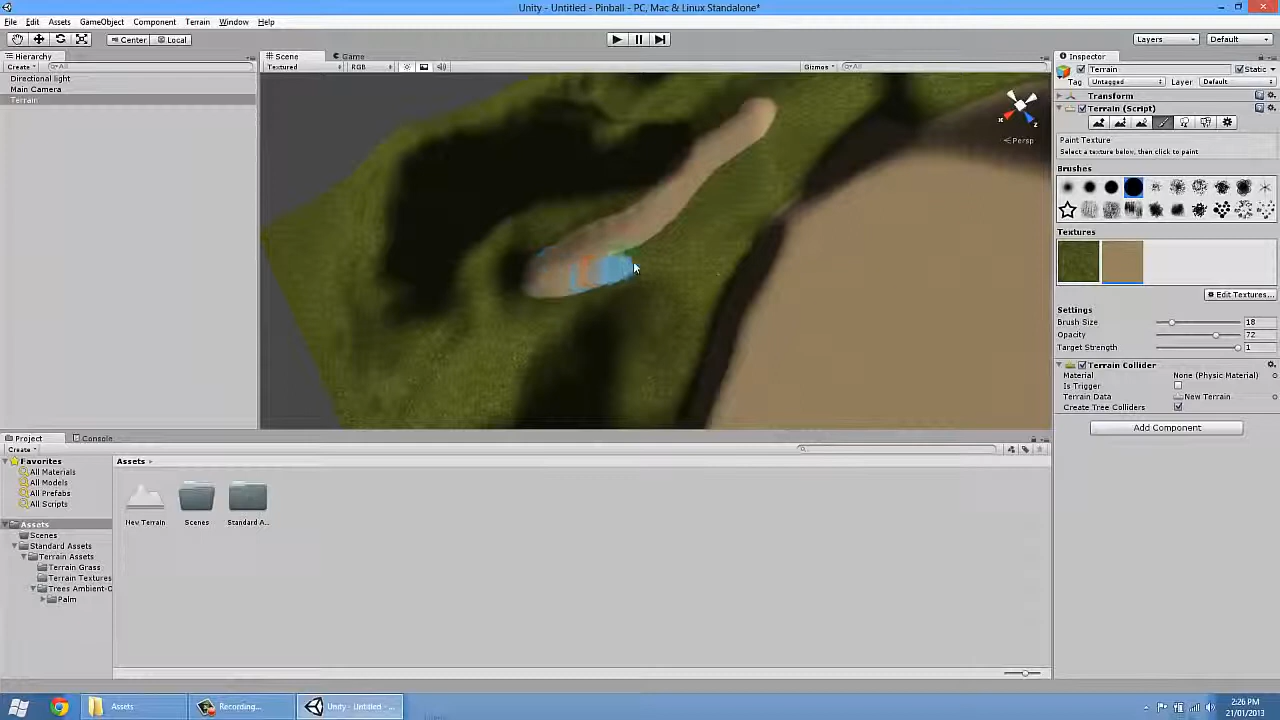 Unity - Untitled - Pinball - PC, Mac & Linux Standalone*
File Edit Assets GameObject Component Terrain Window Help
Center Local
Layers Default
Hierarchy
Create All
Directional light
Main Camera
Terrain
Scene Game
Textured RGB Gizmos All
Persp
x z
Inspector
Terrain Static
Tag Untagged Layer Default
Transform
Terrain (Script)
Paint Texture
Select a texture below, then click to paint
Brushes
Textures
Edit Textures...
Settings
Brush Size 18
Opacity 72
Target Strength 1
Terrain Collider
Material None (Physic Material)
Is Trigger
Terrain Data New Terrain
Create Tree Colliders
Add Component
Project Console
Create
Favorites
All Materials
All Models
All Prefabs
All Scripts
Assets
Scenes
Standard Assets
Terrain Assets
Terrain Grass
Terrain Textures
Trees Ambient-O
Palm
Assets
New Terrain Scenes Standard A...
Assets Recording... Unity - Untitled - ...
2:26 PM
21/01/2013